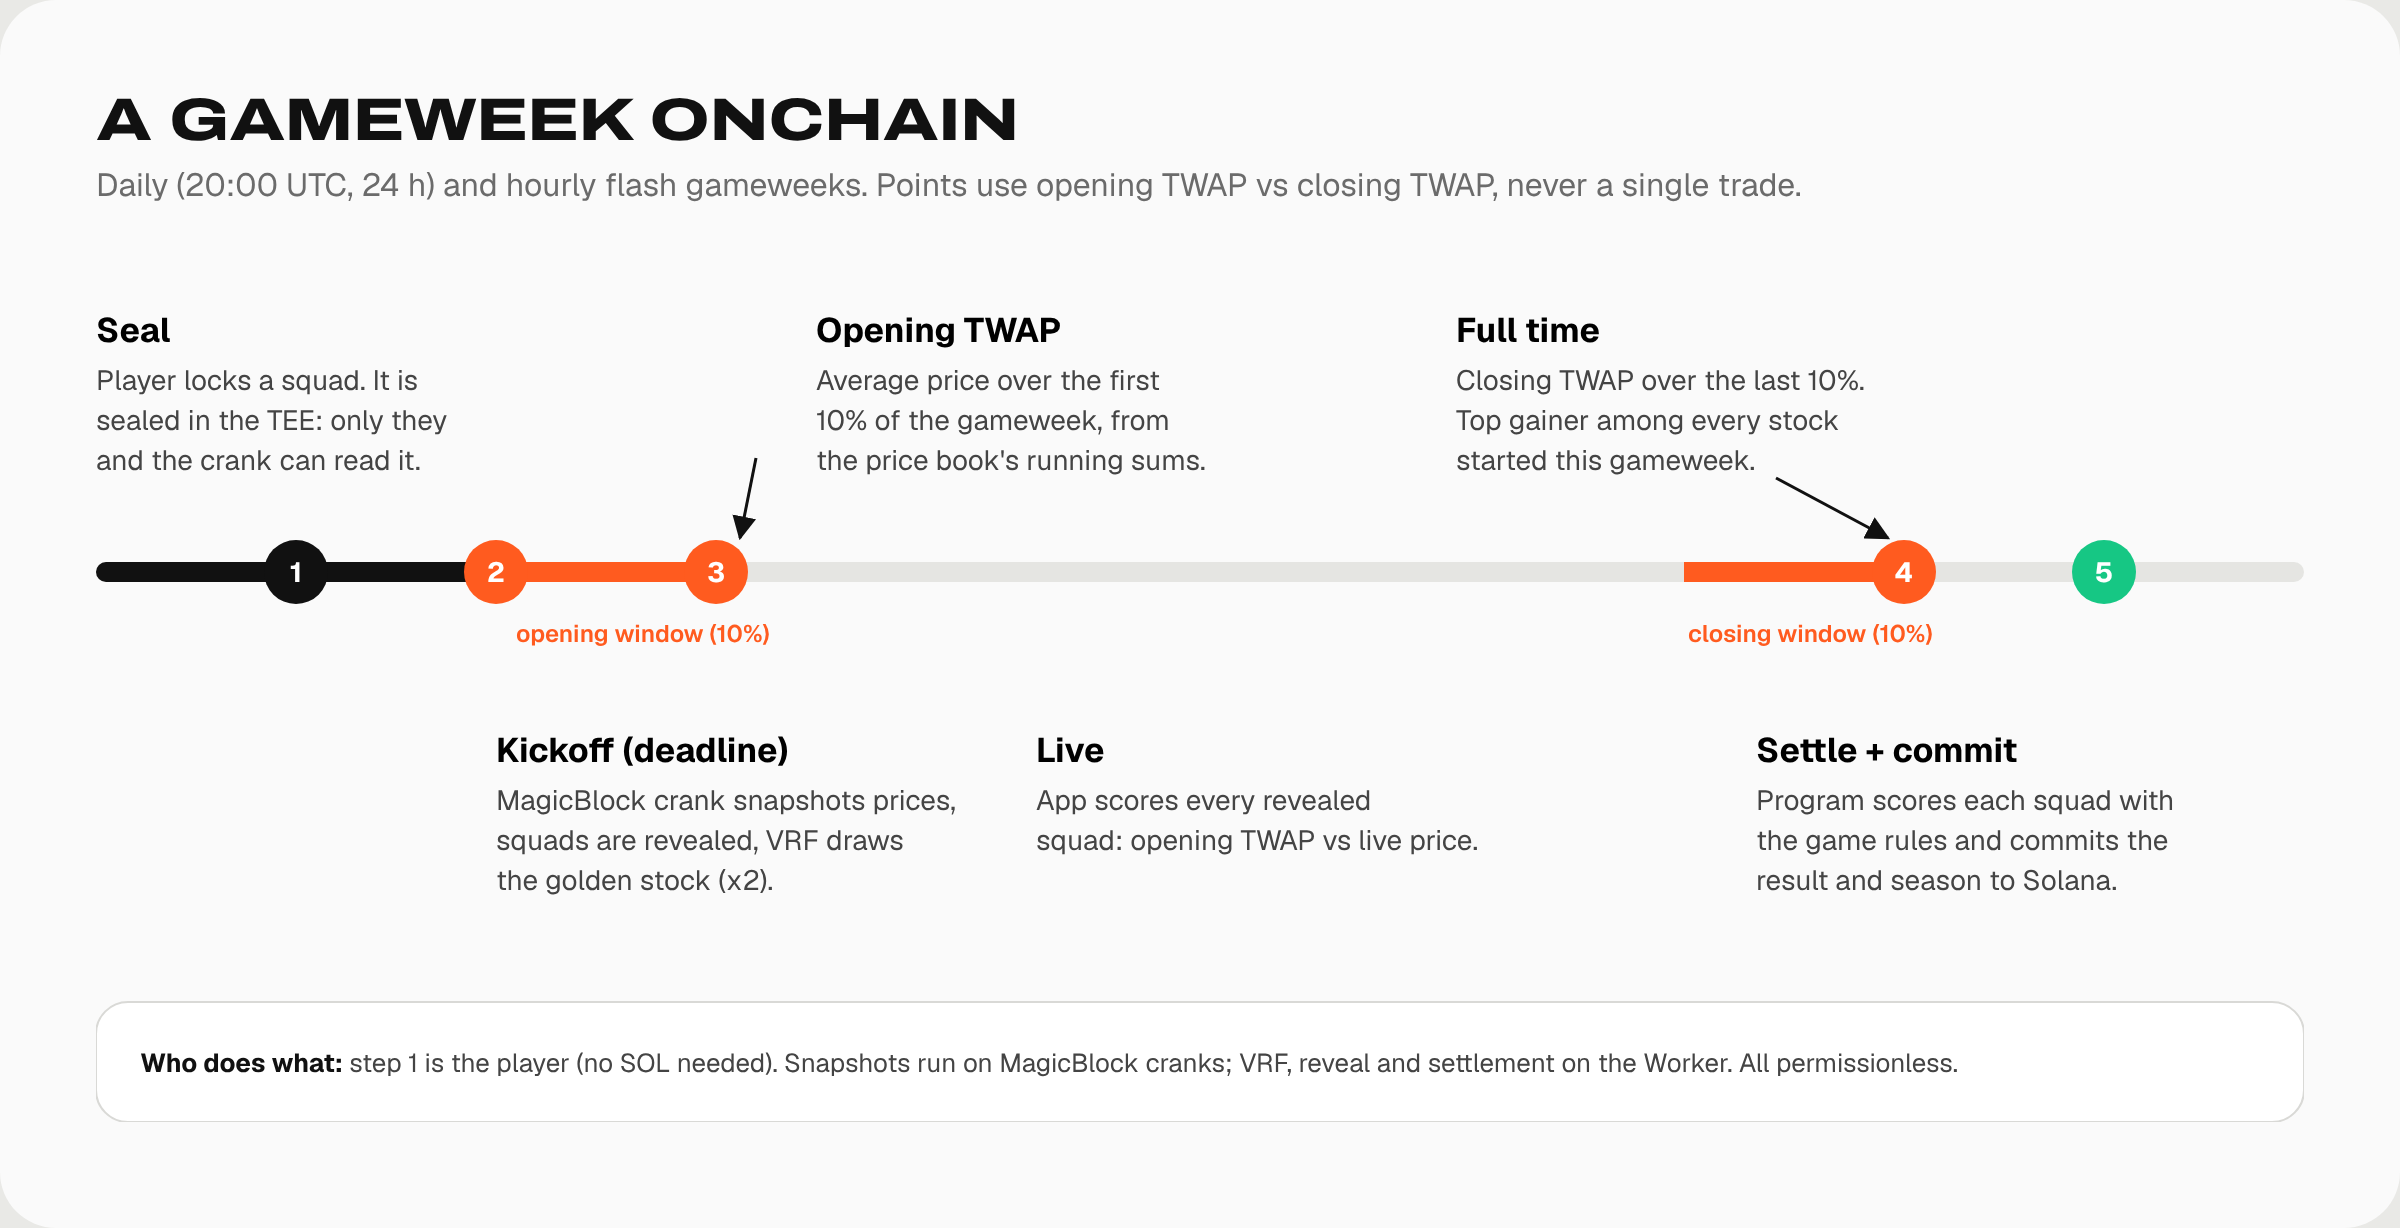 A GAMEWEEK ONCHAIN
Daily (20:00 UTC, 24 h) and hourly flash gameweeks. Points use opening TWAP vs closing TWAP, never a single trade.
Seal
Player locks a squad. It is
sealed in the TEE: only they
and the crank can read it.
Opening TWAP
Average price over the first
10% of the gameweek, from
the price book's running sums.
Full time
Closing TWAP over the last 10%.
Top gainer among every stock
started this gameweek.
1
2
3
4
5
opening window (10%)
closing window (10%)
Kickoff (deadline)
MagicBlock crank snapshots prices,
squads are revealed, VRF draws
the golden stock (x2).
Live
App scores every revealed
squad: opening TWAP vs live price.
Settle + commit
Program scores each squad with
the game rules and commits the
result and season to Solana.
Who does what: step 1 is the player (no SOL needed). Snapshots run on MagicBlock cranks; VRF, reveal and settlement on the Worker. All permissionless.